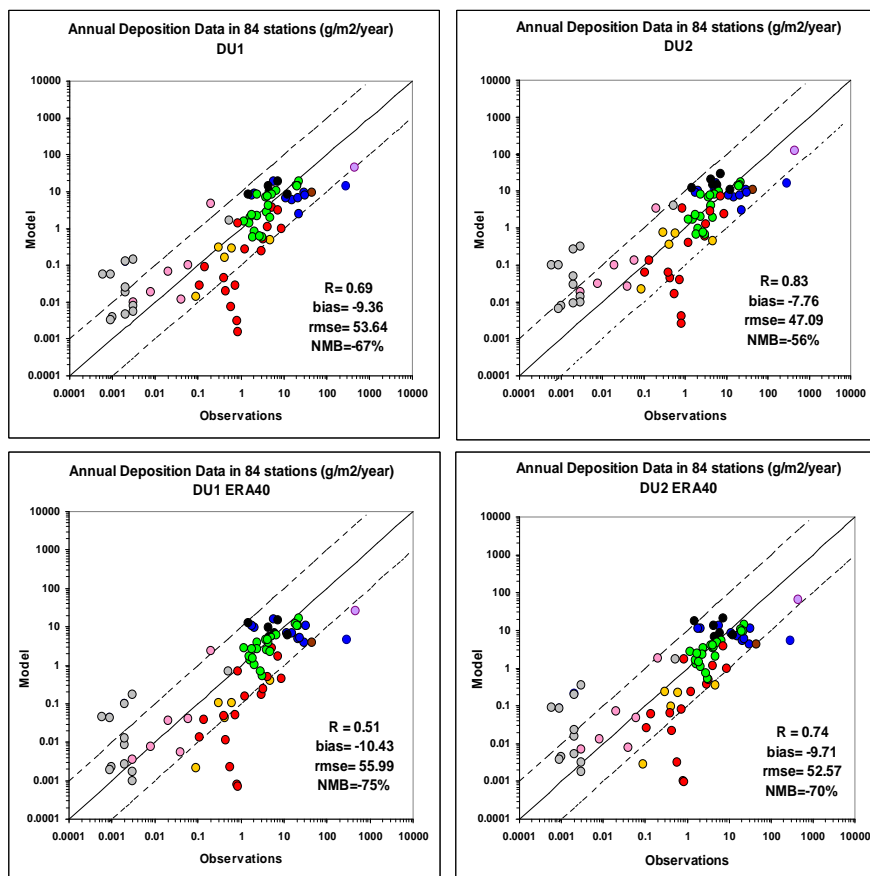 Annual Deposition Data in 84 stations (g/m2/year)
DU1
10000
1000
100
10
1
0.1
0.01
0.001
0.0001
Model
R= 0.69
bias= -9.36
rmse= 53.64
NMB=-67%
0.0001 0.001 0.01 0.1 1 10 100 1000 10000
Observations
Annual Deposition Data in 84 stations (g/m2/year)
DU2
10000
1000
100
10
1
0.1
0.01
0.001
0.0001
Model
R= 0.83
bias= -7.76
rmse= 47.09
NMB=-56%
0.0001 0.001 0.01 0.1 1 10 100 1000 10000
Observations
Annual Deposition Data in 84 stations (g/m2/year)
DU1 ERA40
10000
1000
100
10
1
0.1
0.01
0.001
0.0001
Model
R = 0.51
bias= -10.43
rmse= 55.99
NMB=-75%
0.0001 0.001 0.01 0.1 1 10 100 1000 10000
Observations
Annual Deposition Data in 84 stations (g/m2/year)
DU2 ERA40
10000
1000
100
10
1
0.1
0.01
0.001
0.0001
Model
R = 0.74
bias= -9.71
rmse= 52.57
NMB= -70%
0.0001 0.001 0.01 0.1 1 10 100 1000 10000
Observations